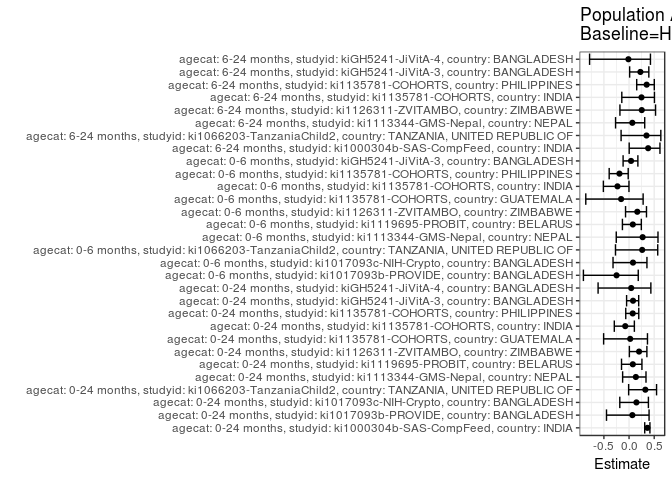 Population
Baseline=H
agecat: 6-24 months, studyid: kiGH5241-JiVitA-4, country: BANGLADESH
agecat: 6-24 months, studyid: kiGH5241-JiVitA-3, country: BANGLADESH
agecat: 6-24 months, studyid: ki1135781-COHORTS, country: PHILIPPINES
agecat: 6-24 months, studyid: ki1135781-COHORTS, country: INDIA
agecat: 6-24 months, studyid: ki1126311-ZVITAMBO, country: ZIMBABWE
agecat: 6-24 months, studyid: ki1113344-GMS-Nepal, country: NEPAL
agecat: 6-24 months, studyid: ki1066203-TanzaniaChild2, country: TANZANIA, UNITED REPUBLIC OF
agecat: 6-24 months, studyid: ki1000304b-SAS-CompFeed, country: INDIA
agecat: 0-6 months, studyid: kiGH5241-JiVitA-3, country: BANGLADESH
agecat: 0-6 months, studyid: ki1135781-COHORTS, country: PHILIPPINES
agecat: 0-6 months, studyid: ki1135781-COHORTS, country: INDIA
agecat: 0-6 months, studyid: ki1135781-COHORTS, country: GUATEMALA
agecat: 0-6 months, studyid: ki1126311-ZVITAMBO, country: ZIMBABWE
agecat: 0-6 months, studyid: ki1119695-PROBIT, country: BELARUS
agecat: 0-6 months, studyid: ki1113344-GMS-Nepal, country: NEPAL
agecat: 0-6 months, studyid: ki1066203-TanzaniaChild2, country: TANZANIA, UNITED REPUBLIC OF
agecat: 0-6 months, studyid: ki1017093c-NIH-Crypto, country: BANGLADESH
agecat: 0-6 months, studyid: ki1017093b-PROVIDE, country: BANGLADESH
agecat: 0-24 months, studyid: kiGH5241-JiVitA-4, country: BANGLADESH
agecat: 0-24 months, studyid: kiGH5241-JiVitA-3, country: BANGLADESH
agecat: 0-24 months, studyid: ki1135781-COHORTS, country: PHILIPPINES
agecat: 0-24 months, studyid: ki1135781-COHORTS, country: INDIA
agecat: 0-24 months, studyid: ki1135781-COHORTS, country: GUATEMALA
agecat: 0-24 months, studyid: ki1126311-ZVITAMBO, country: ZIMBABWE
agecat: 0-24 months, studyid: ki1119695-PROBIT, country: BELARUS
agecat: 0-24 months, studyid: ki1113344-GMS-Nepal, country: NEPAL
agecat: 0-24 months, studyid: ki1066203-TanzaniaChild2, country: TANZANIA, UNITED REPUBLIC OF
agecat: 0-24 months, studyid: ki1017093c-NIH-Crypto, country: BANGLADESH
agecat: 0-24 months, studyid: ki1017093b-PROVIDE, country: BANGLADESH
agecat: 0-24 months, studyid: ki1000304b-SAS-CompFeed, country: INDIA
-0.5 0.0 0.5
Estimate